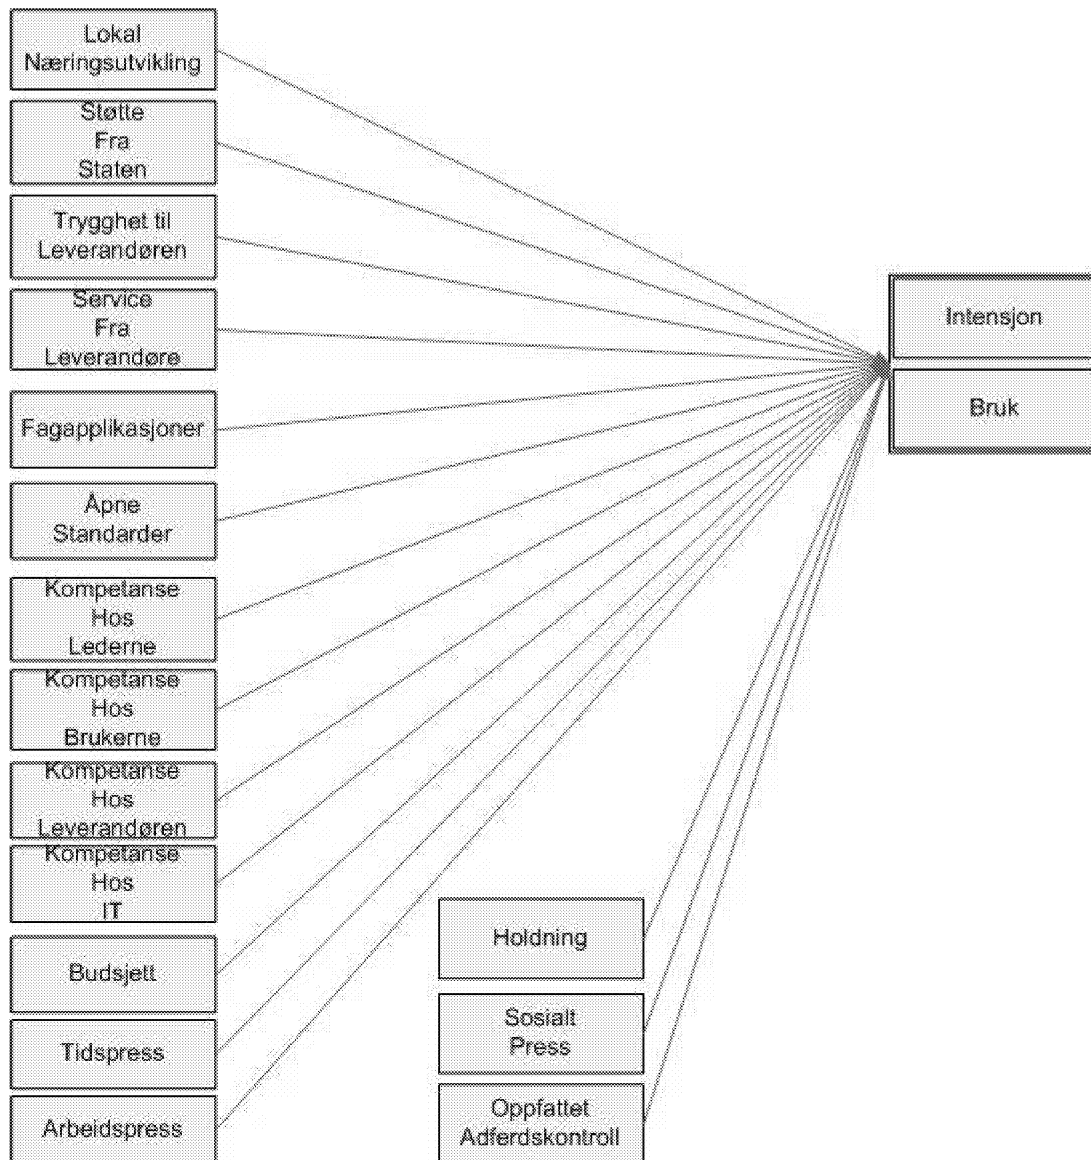 Lokal
Næringsutvikling
Støtte
Fra
Staten
Trygghet til
Leverandøren
Service
Fra
Leverandøre
Fagapplikasjoner
Åpne
Standarder
Kompetanse
Hos
Lederne
Kompetanse
Hos
Brukerne
Kompetanse
Hos
Leverandøren
Kompetanse
Hos
IT
Budsjett
Tidspress
Arbeidspress
Holdning
Sosialt
Press
Oppfattet
Adferdskontroll
Intensjon
Bruk